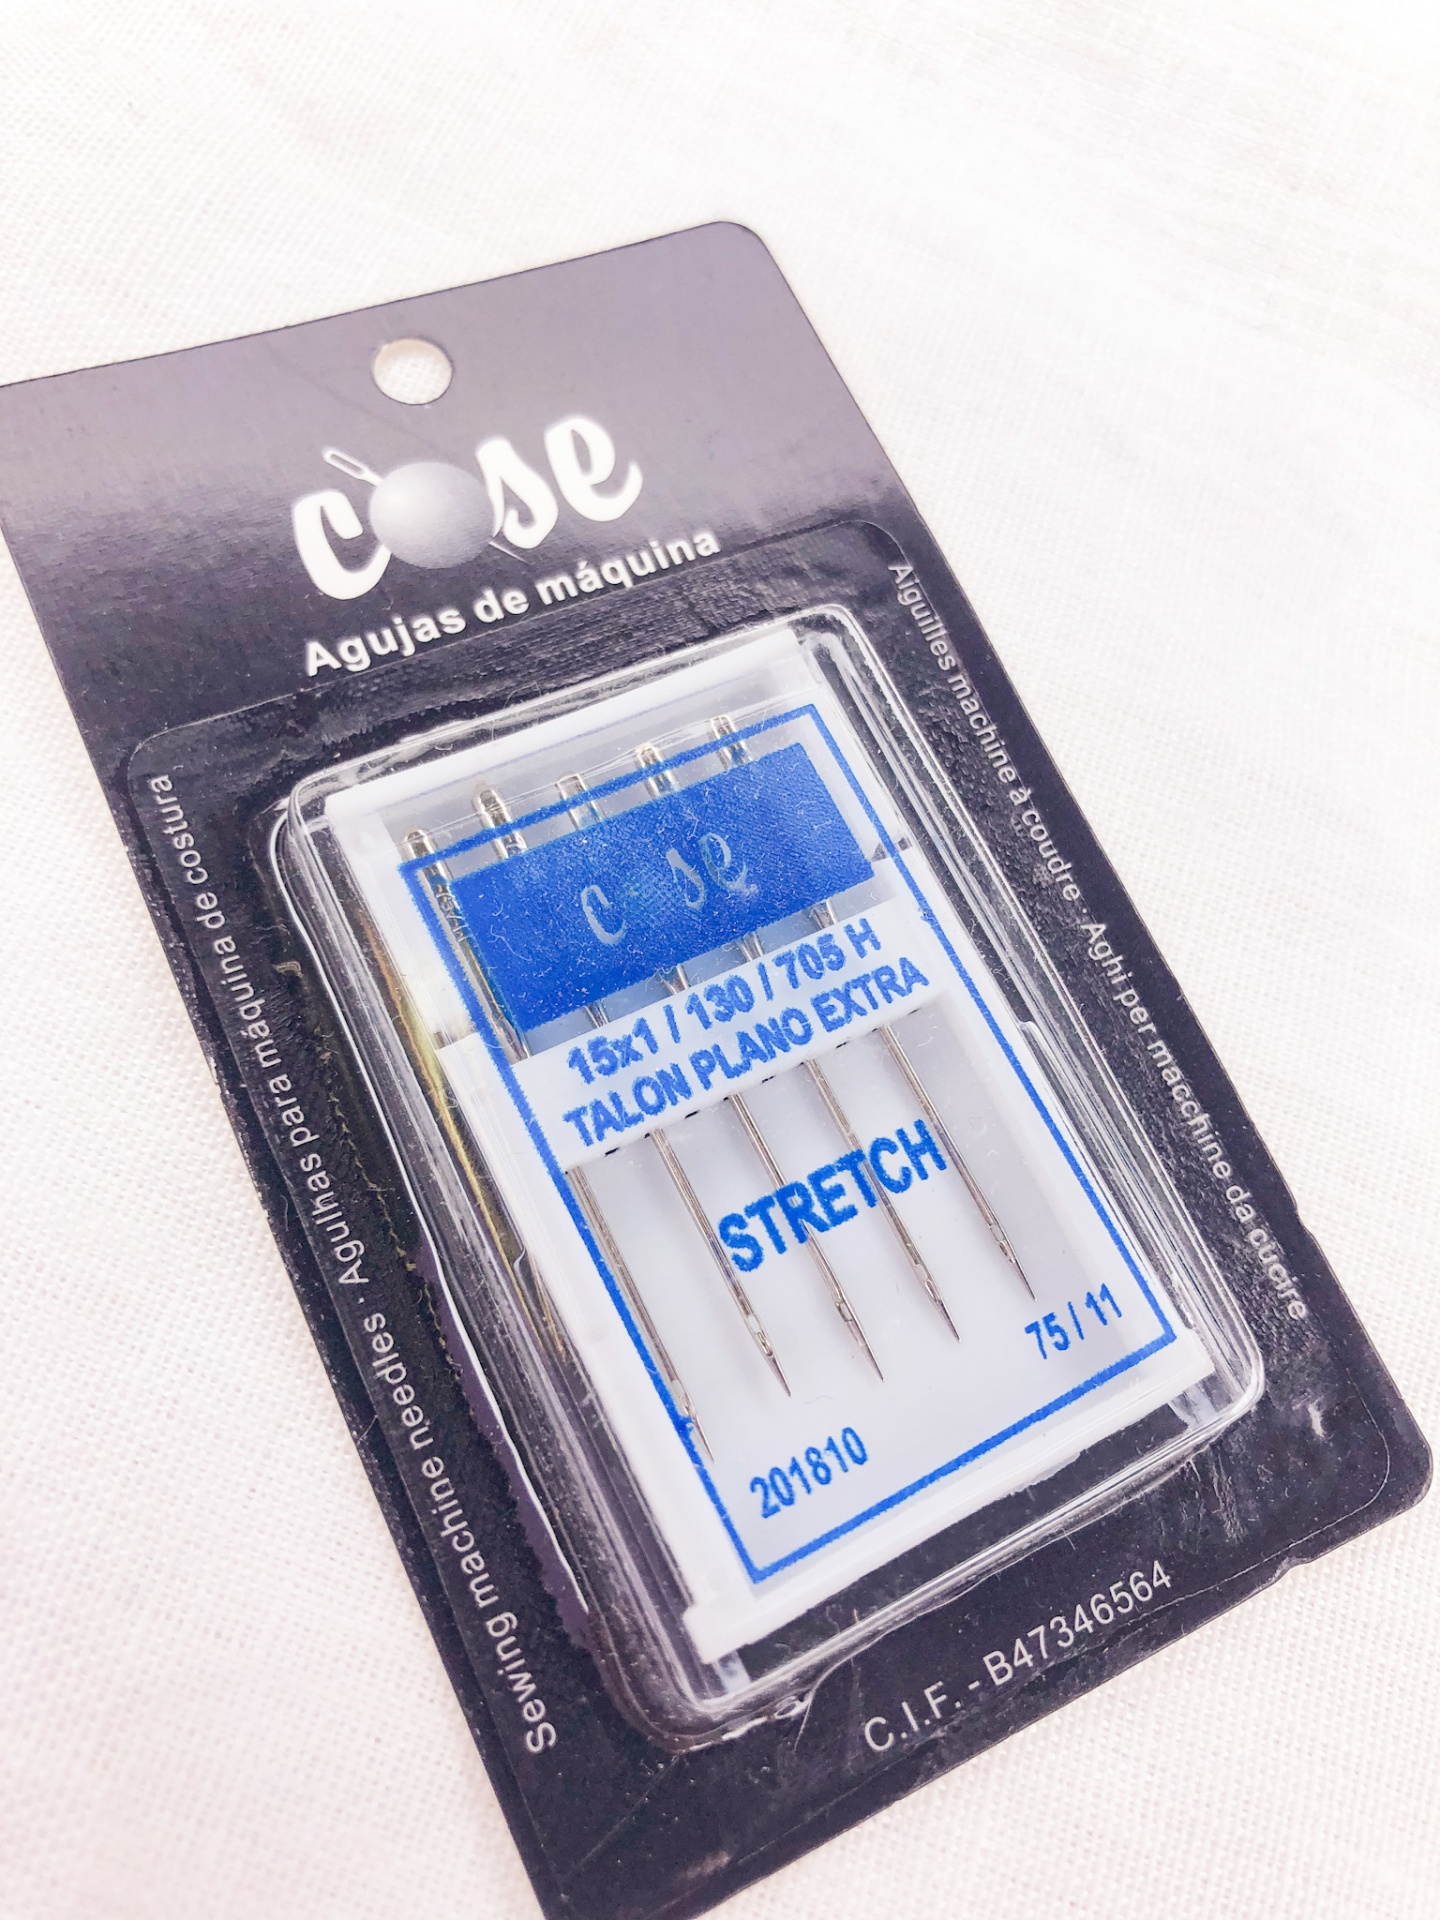 cose
Agujas de máquina
Sewing machine needles · Agulhas para máquina de costura
Aiguilles machine à coudre · Aghi per macchine da cucire
cose
15x1 / 130 / 705 H
TALON PLANO EXTRA
STRETCH
75 / 11
201810
C.I.F. - B47346564